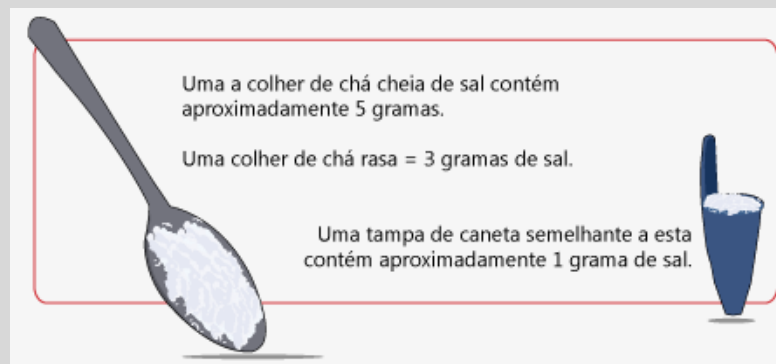 Uma a colher de chá cheia de sal contém
aproximadamente 5 gramas.
Uma colher de chá rasa = 3 gramas de sal.
Uma tampa de caneta semelhante a esta
contém aproximadamente 1 grama de sal.